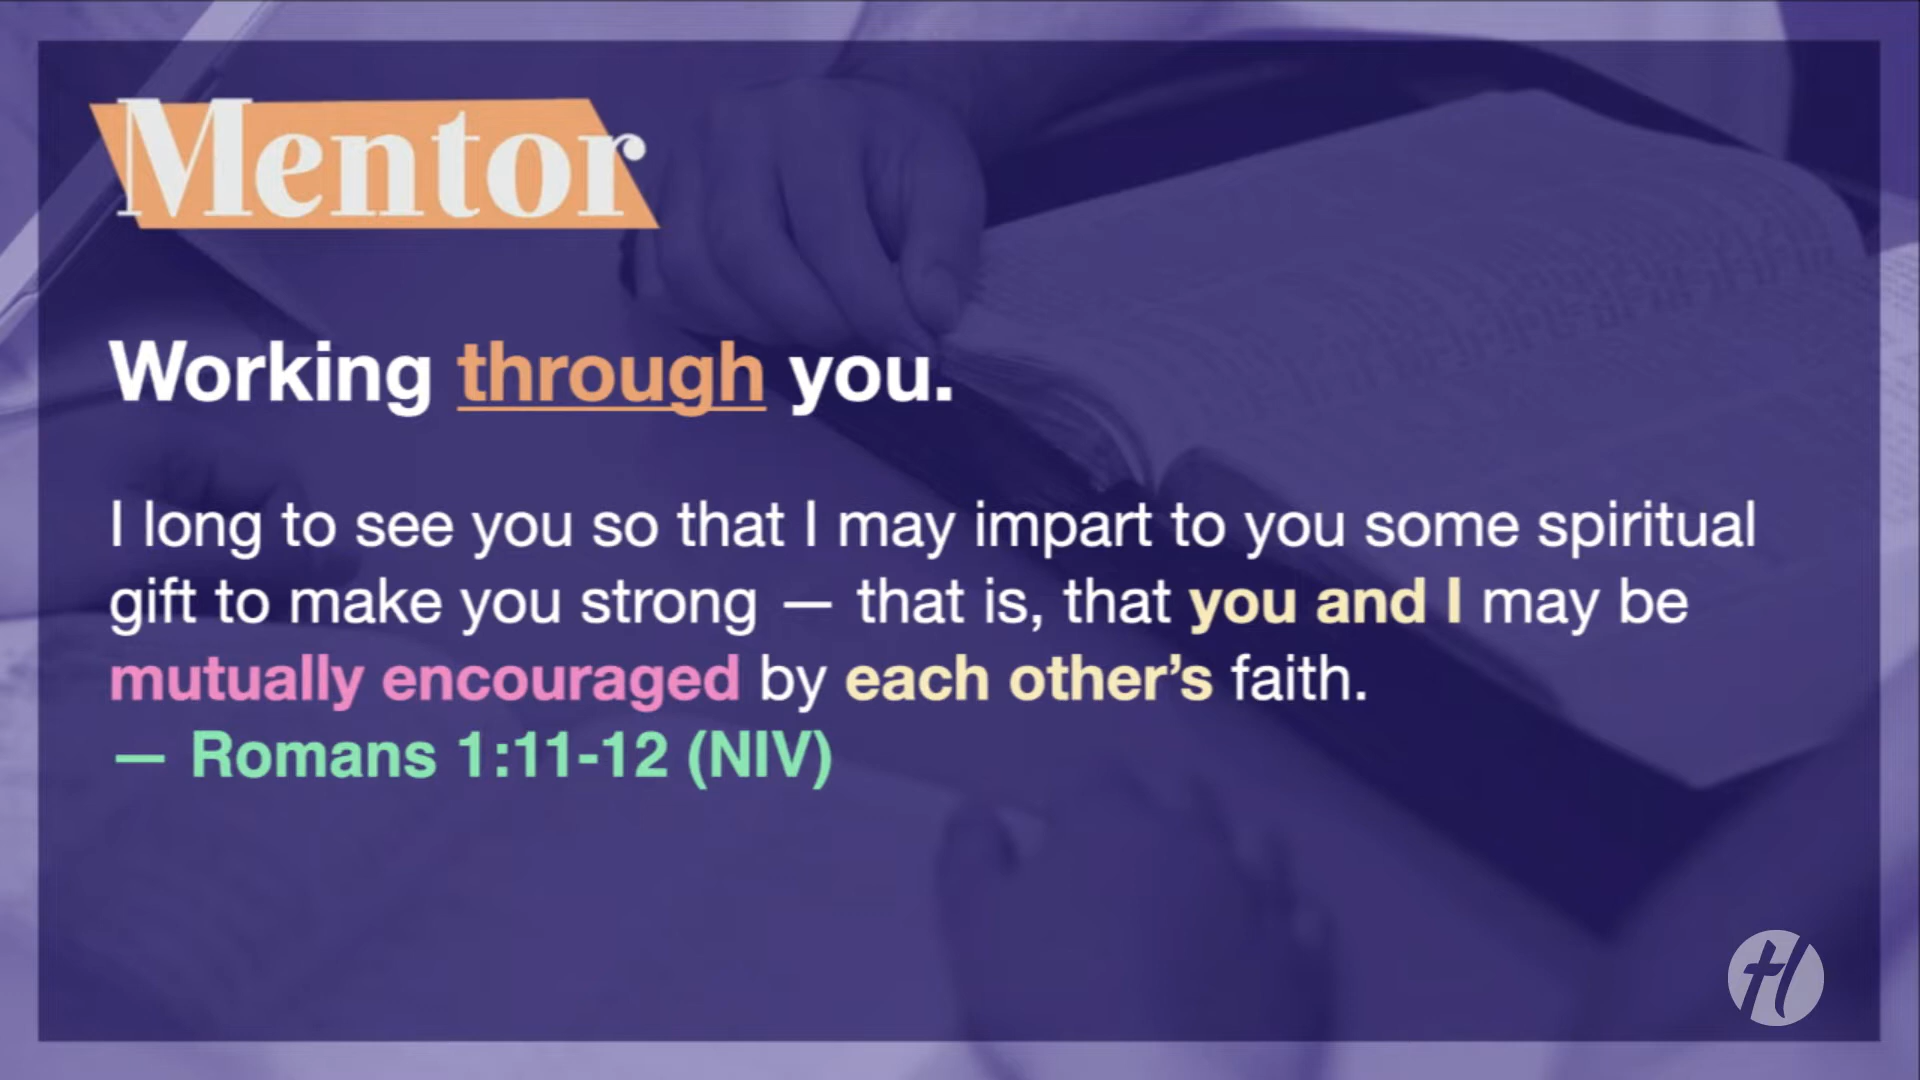 Mentor
Working through you.
I long to see you so that I may impart to you some spiritual
gift to make you strong — that is, that you and I may be
mutually encouraged by each other’s faith.
— Romans 1:11-12 (NIV)